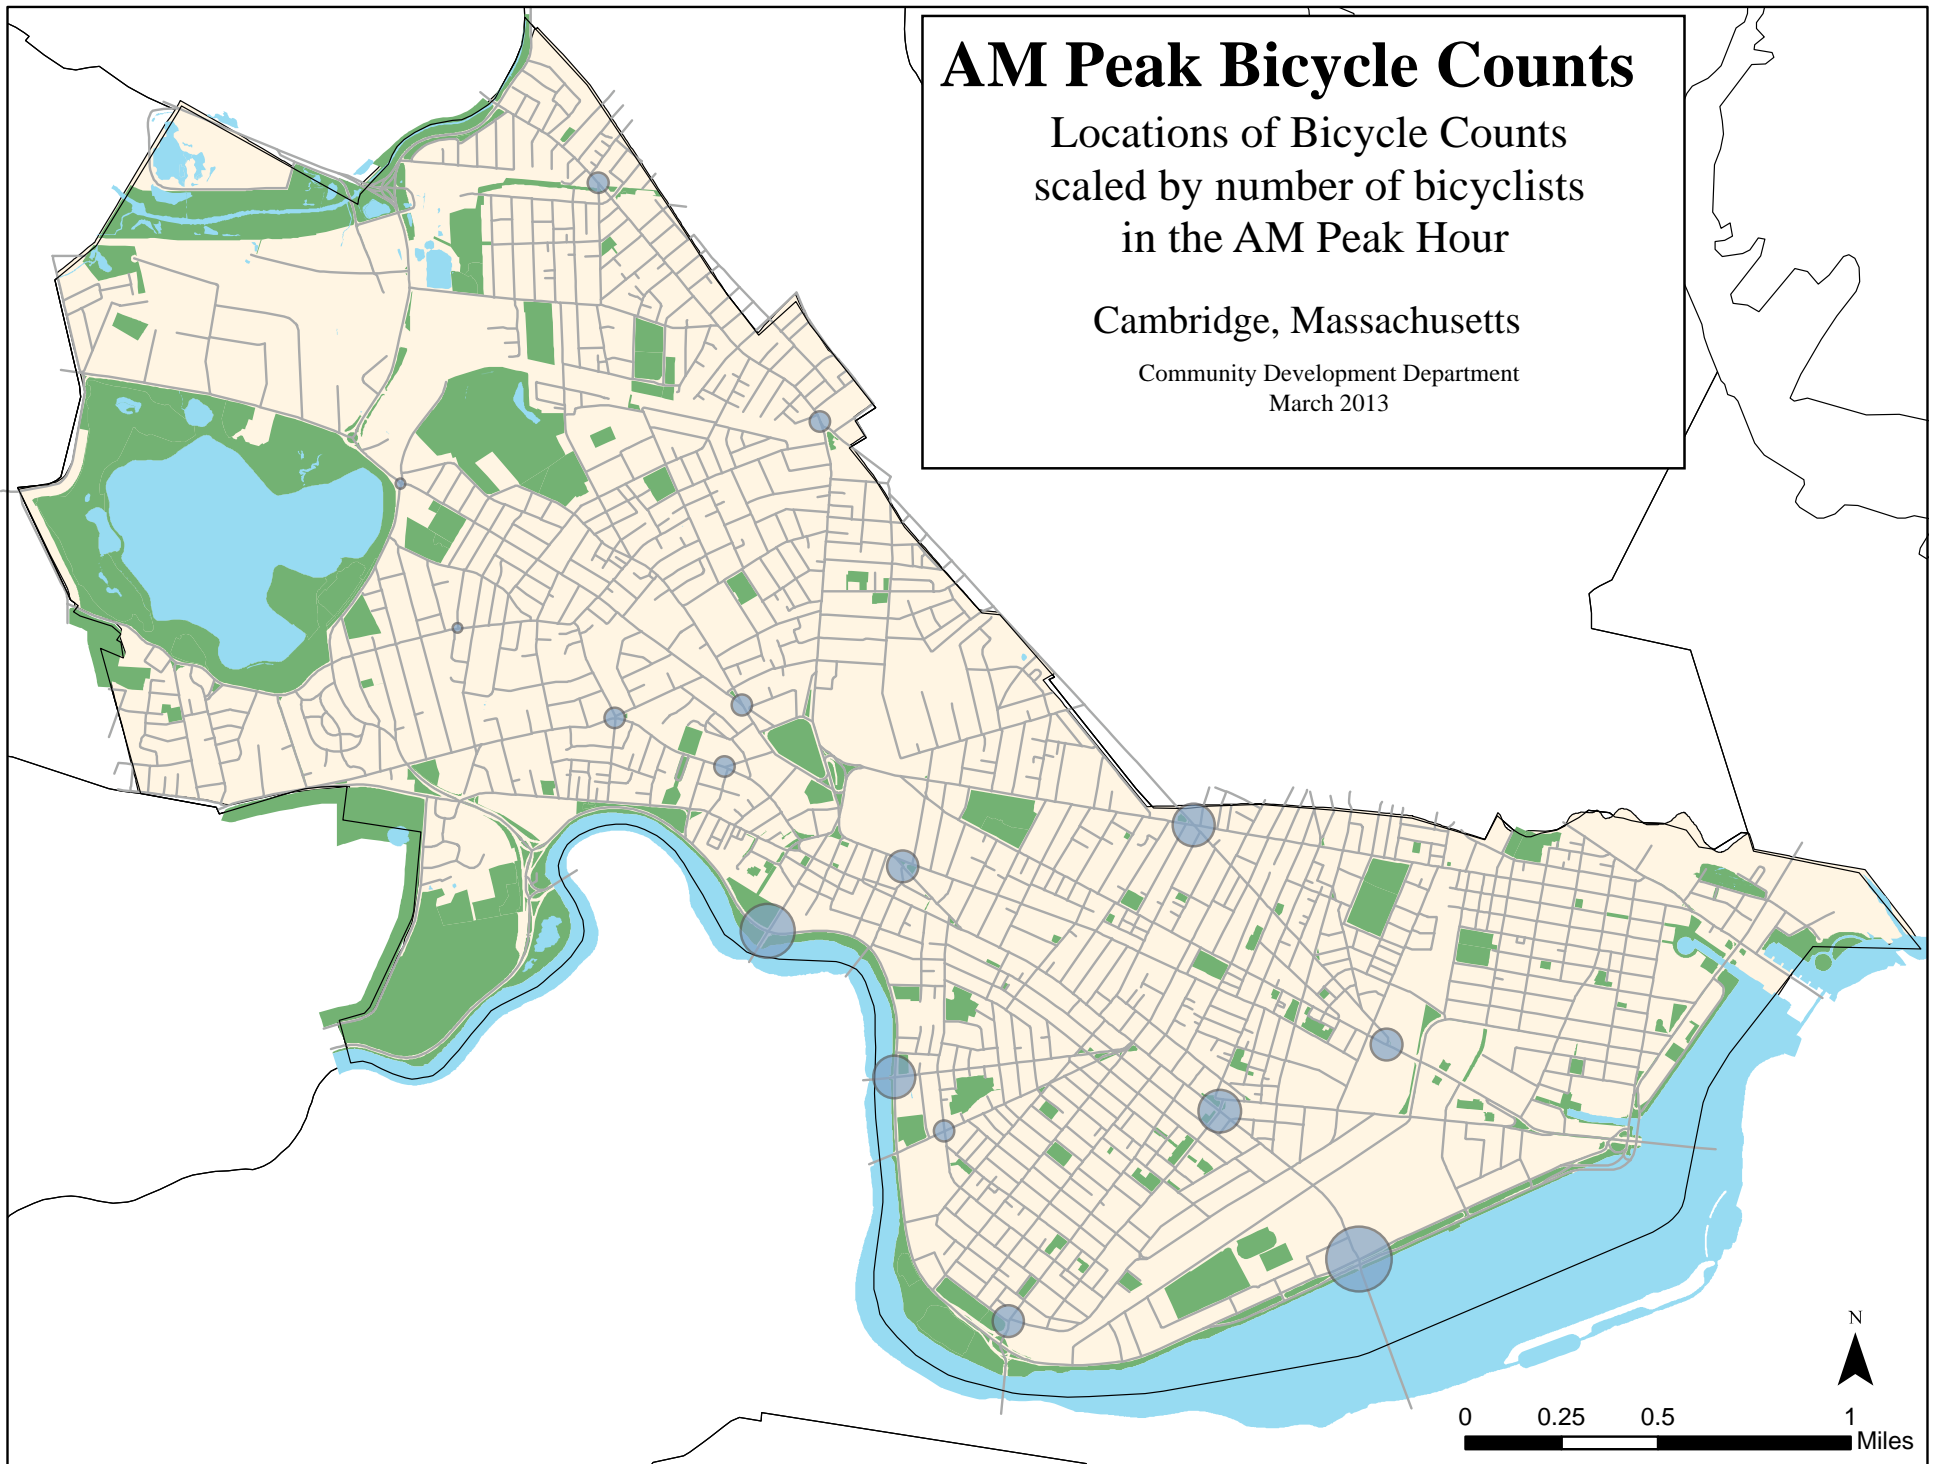 AM Peak Bicycle Counts
Locations of Bicycle Counts
scaled by number of bicyclists
in the AM Peak Hour
Cambridge, Massachusetts
Community Development Department
March 2013
N
0 0.25 0.5 1
Miles